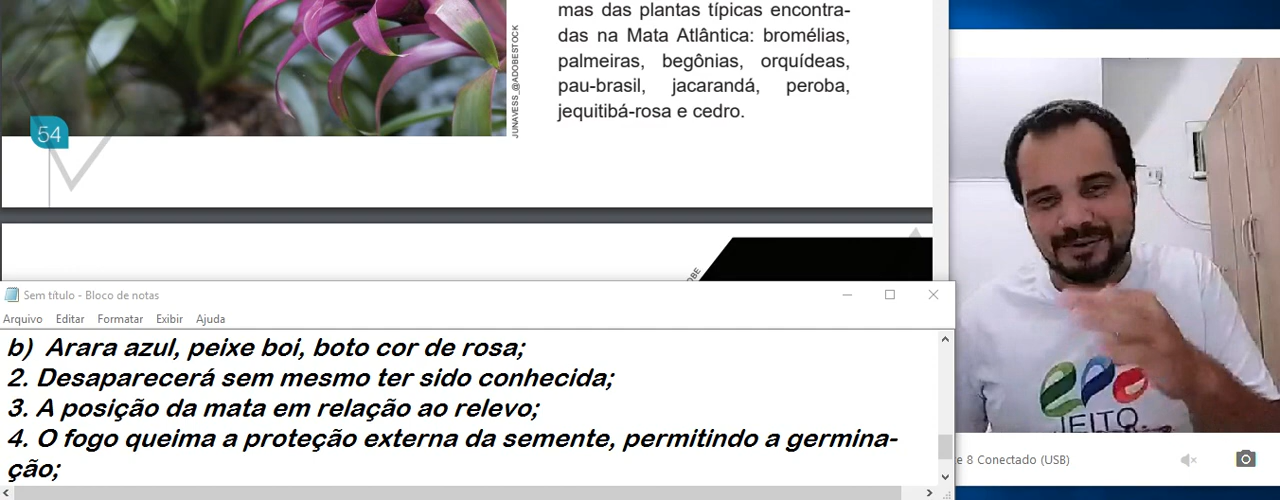 mas das plantas típicas encontra-
das na Mata Atlântica: bromélias,
palmeiras, begônias, orquídeas,
pau-brasil, jacarandá, peroba,
jequitibá-rosa e cedro.
JUNAVESS_@ADOBESTOCK
54
OBE
Sem título - Bloco de notas
Arquivo Editar Formatar Exibir Ajuda
b) Arara azul, peixe boi, boto cor de rosa;
2. Desaparecerá sem mesmo ter sido conhecida;
3. A posição da mata em relação ao relevo;
4. O fogo queima a proteção externa da semente, permitindo a germina-
ção;
JEITO
e 8 Conectado (USB)